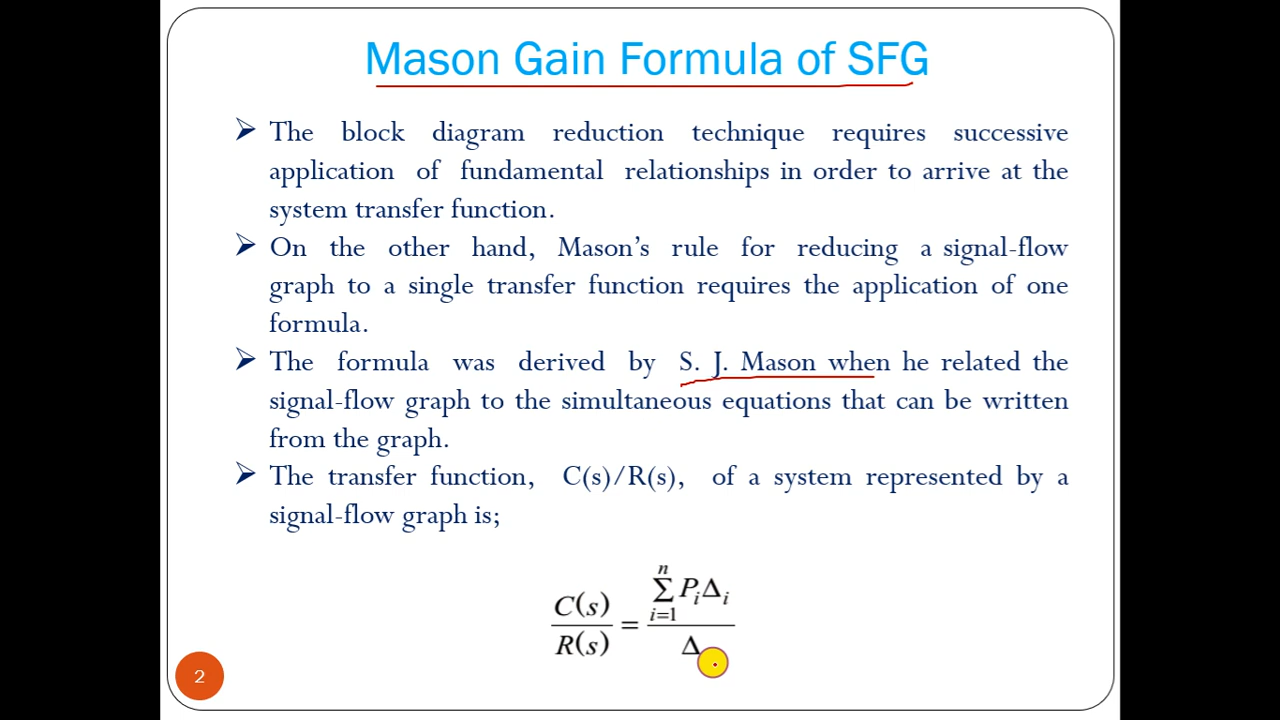 Mason Gain Formula of SFG
➢ The block diagram reduction technique requires successive
application of fundamental relationships in order to arrive at the
system transfer function.
➢ On the other hand, Mason’s rule for reducing a signal-flow
graph to a single transfer function requires the application of one
formula.
➢ The formula was derived by S. J. Mason when he related the
signal-flow graph to the simultaneous equations that can be written
from the graph.
➢ The transfer function, C(s)/R(s), of a system represented by a
signal-flow graph is;
C(s)/R(s) = Σ_{i=1}^{n} P_i Δ_i / Δ
2